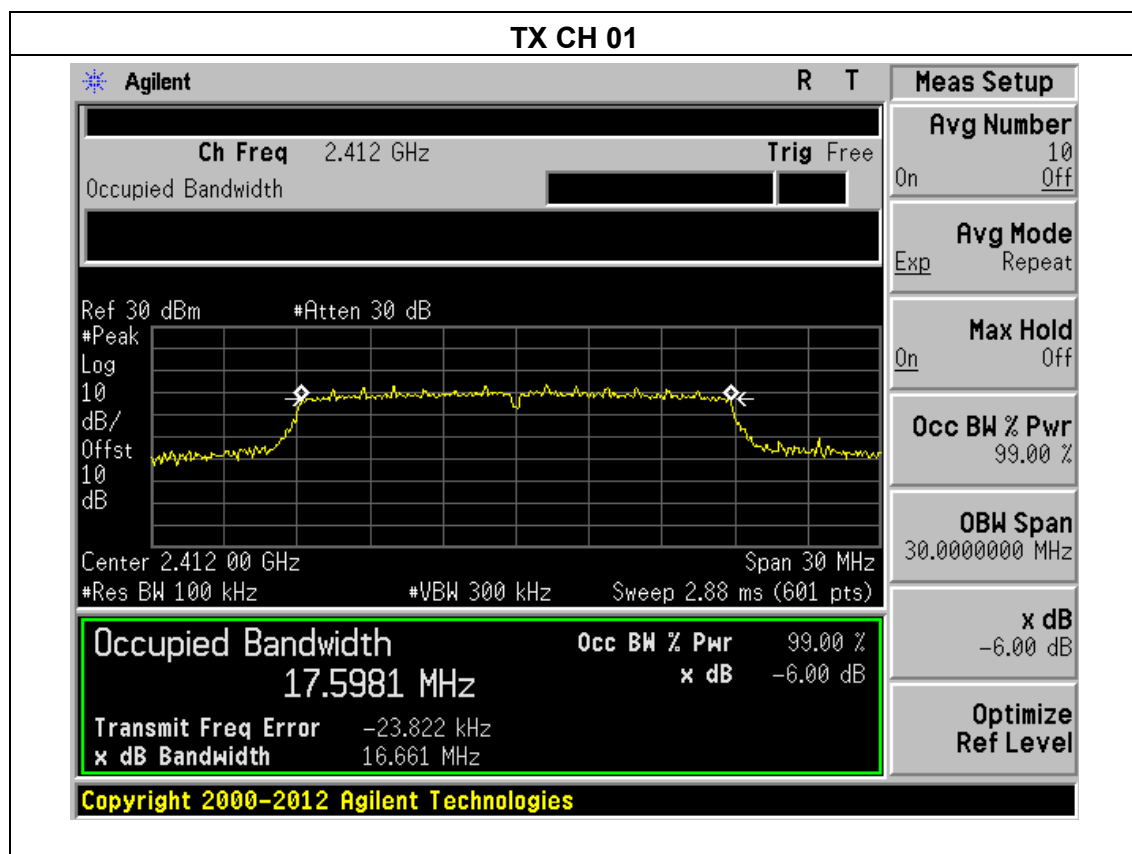 TX CH 01
Agilent R T
Ch Freq 2.412 GHz Trig Free
Occupied Bandwidth
Ref 30 dBm #Atten 30 dB
#Peak
Log
10
dB/
Offst
10
dB
Center 2.412 00 GHz Span 30 MHz
#Res BW 100 kHz #VBW 300 kHz Sweep 2.88 ms (601 pts)
Occupied Bandwidth Occ BW % Pwr 99.00 %
17.5981 MHz x dB -6.00 dB
Transmit Freq Error -23.822 kHz
x dB Bandwidth 16.661 MHz
Copyright 2000-2012 Agilent Technologies
Meas Setup
Avg Number
10
On Off
Avg Mode
Exp Repeat
Max Hold
On Off
Occ BW % Pwr
99.00 %
OBW Span
30.0000000 MHz
x dB
-6.00 dB
Optimize
Ref Level